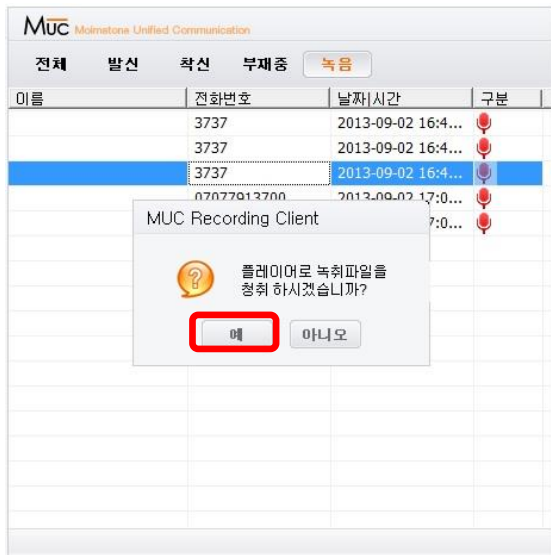 MUC Molmetone Unified Communication
전체 발신 착신 부재중 녹음
이름 전화번호 날짜|시간 구분
3737 2013-09-02 16:4...
3737 2013-09-02 16:4...
3737 2013-09-02 16:4...
07077913700 2013-09-02 17:0...
7:0...
MUC Recording Client
플레이어로 녹취파일을
청취 하시겠습니까?
예 아니오